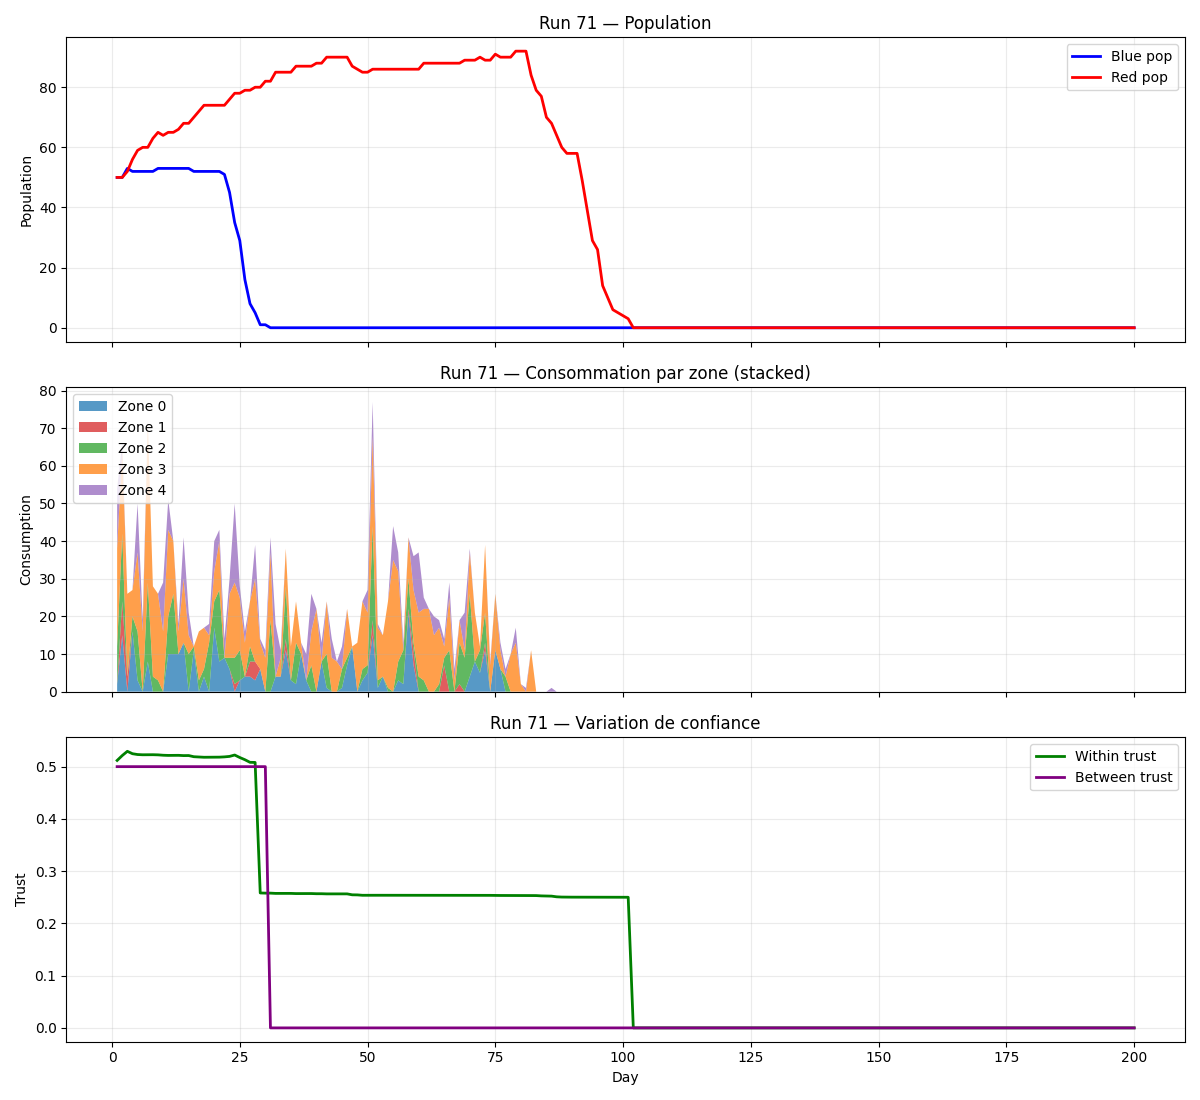 Run 71 — Population
Population
80
60
40
20
0
Blue pop
Red pop
Run 71 — Consommation par zone (stacked)
Consumption
80
70
60
50
40
30
20
10
0
Zone 0
Zone 1
Zone 2
Zone 3
Zone 4
Run 71 — Variation de confiance
Trust
0.5
0.4
0.3
0.2
0.1
0.0
Within trust
Between trust
0 25 50 75 100 125 150 175 200
Day